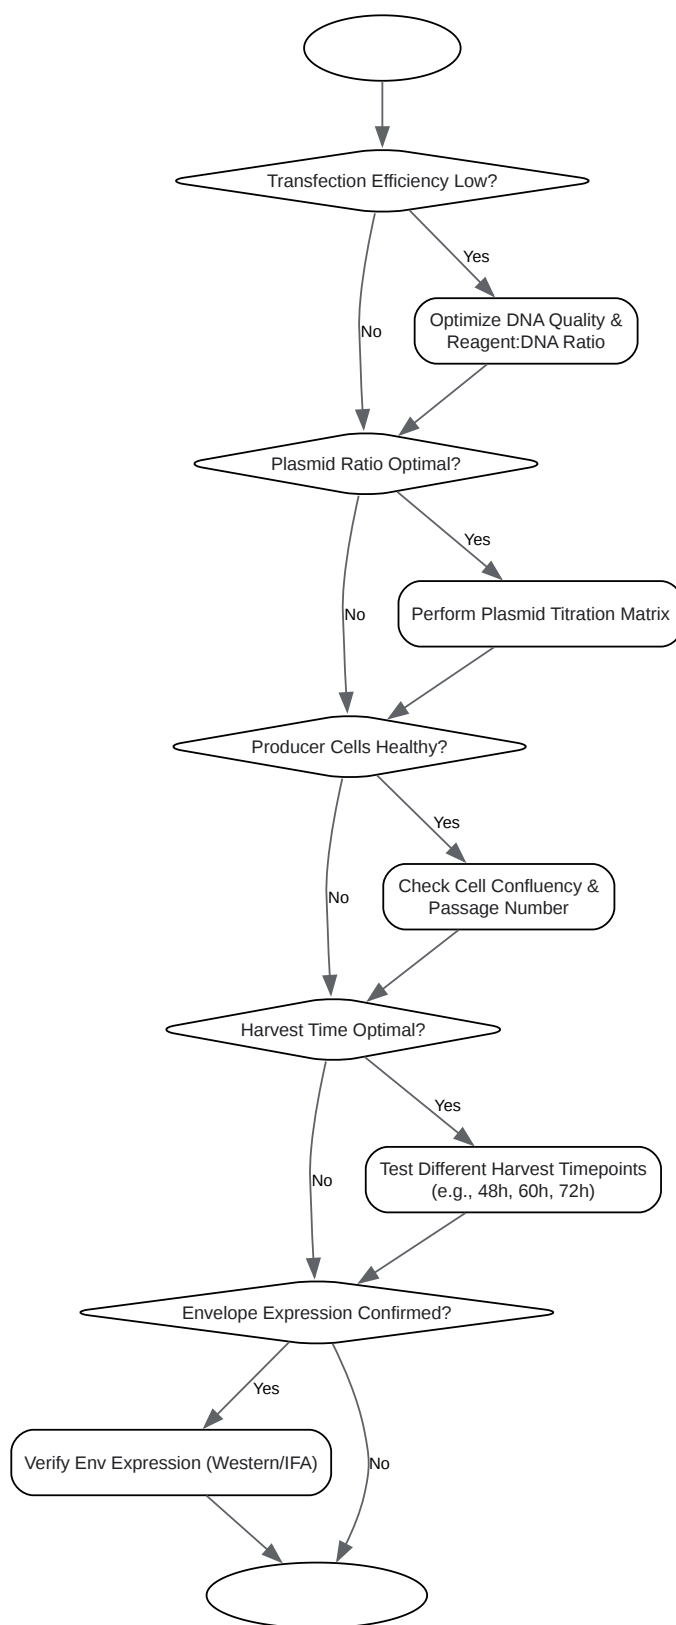 Transfection Efficiency Low?
Yes
No
Optimize DNA Quality &
Reagent:DNA Ratio
Plasmid Ratio Optimal?
Yes
No
Perform Plasmid Titration Matrix
Producer Cells Healthy?
Yes
No
Check Cell Confluency &
Passage Number
Harvest Time Optimal?
Yes
No
Test Different Harvest Timepoints
(e.g., 48h, 60h, 72h)
Envelope Expression Confirmed?
Yes
No
Verify Env Expression (Western/IFA)